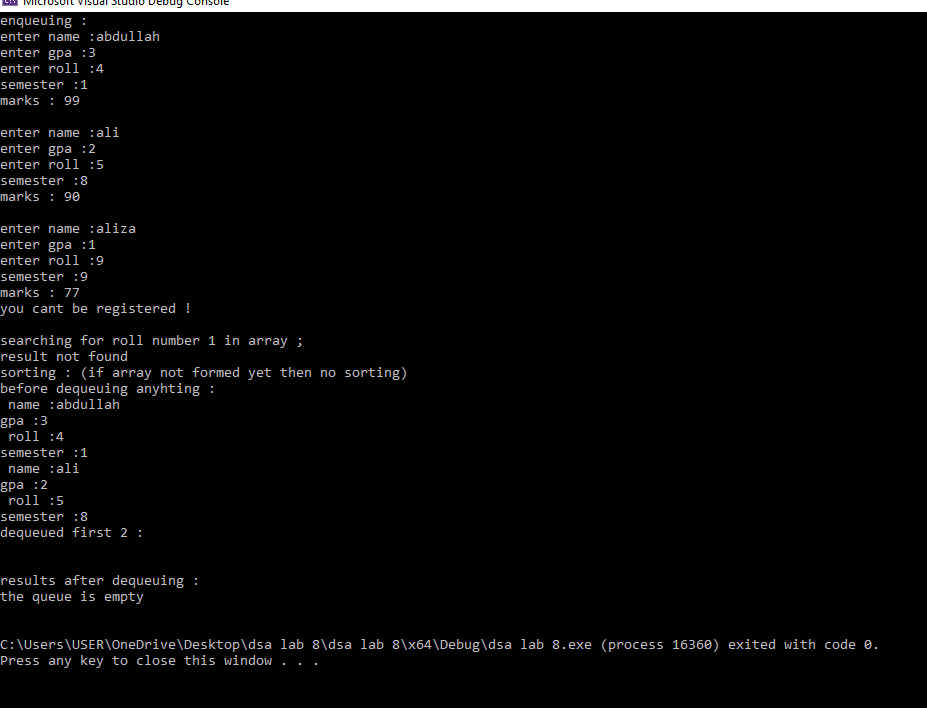 Microsoft Visual Studio Debug Console
enqueuing :
enter name :abdullah
enter gpa :3
enter roll :4
semester :1
marks : 99
enter name :ali
enter gpa :2
enter roll :5
semester :8
marks : 90
enter name :aliza
enter gpa :1
enter roll :9
semester :9
marks : 77
you cant be registered !
searching for roll number 1 in array ;
result not found
sorting : (if array not formed yet then no sorting)
before dequeuing anyhting :
name :abdullah
gpa :3
roll :4
semester :1
name :ali
gpa :2
roll :5
semester :8
dequeued first 2 :
results after dequeuing :
the queue is empty
C:\Users\USER\OneDrive\Desktop\dsa lab 8\dsa lab 8\x64\Debug\dsa lab 8.exe (process 16360) exited with code 0.
Press any key to close this window . . .